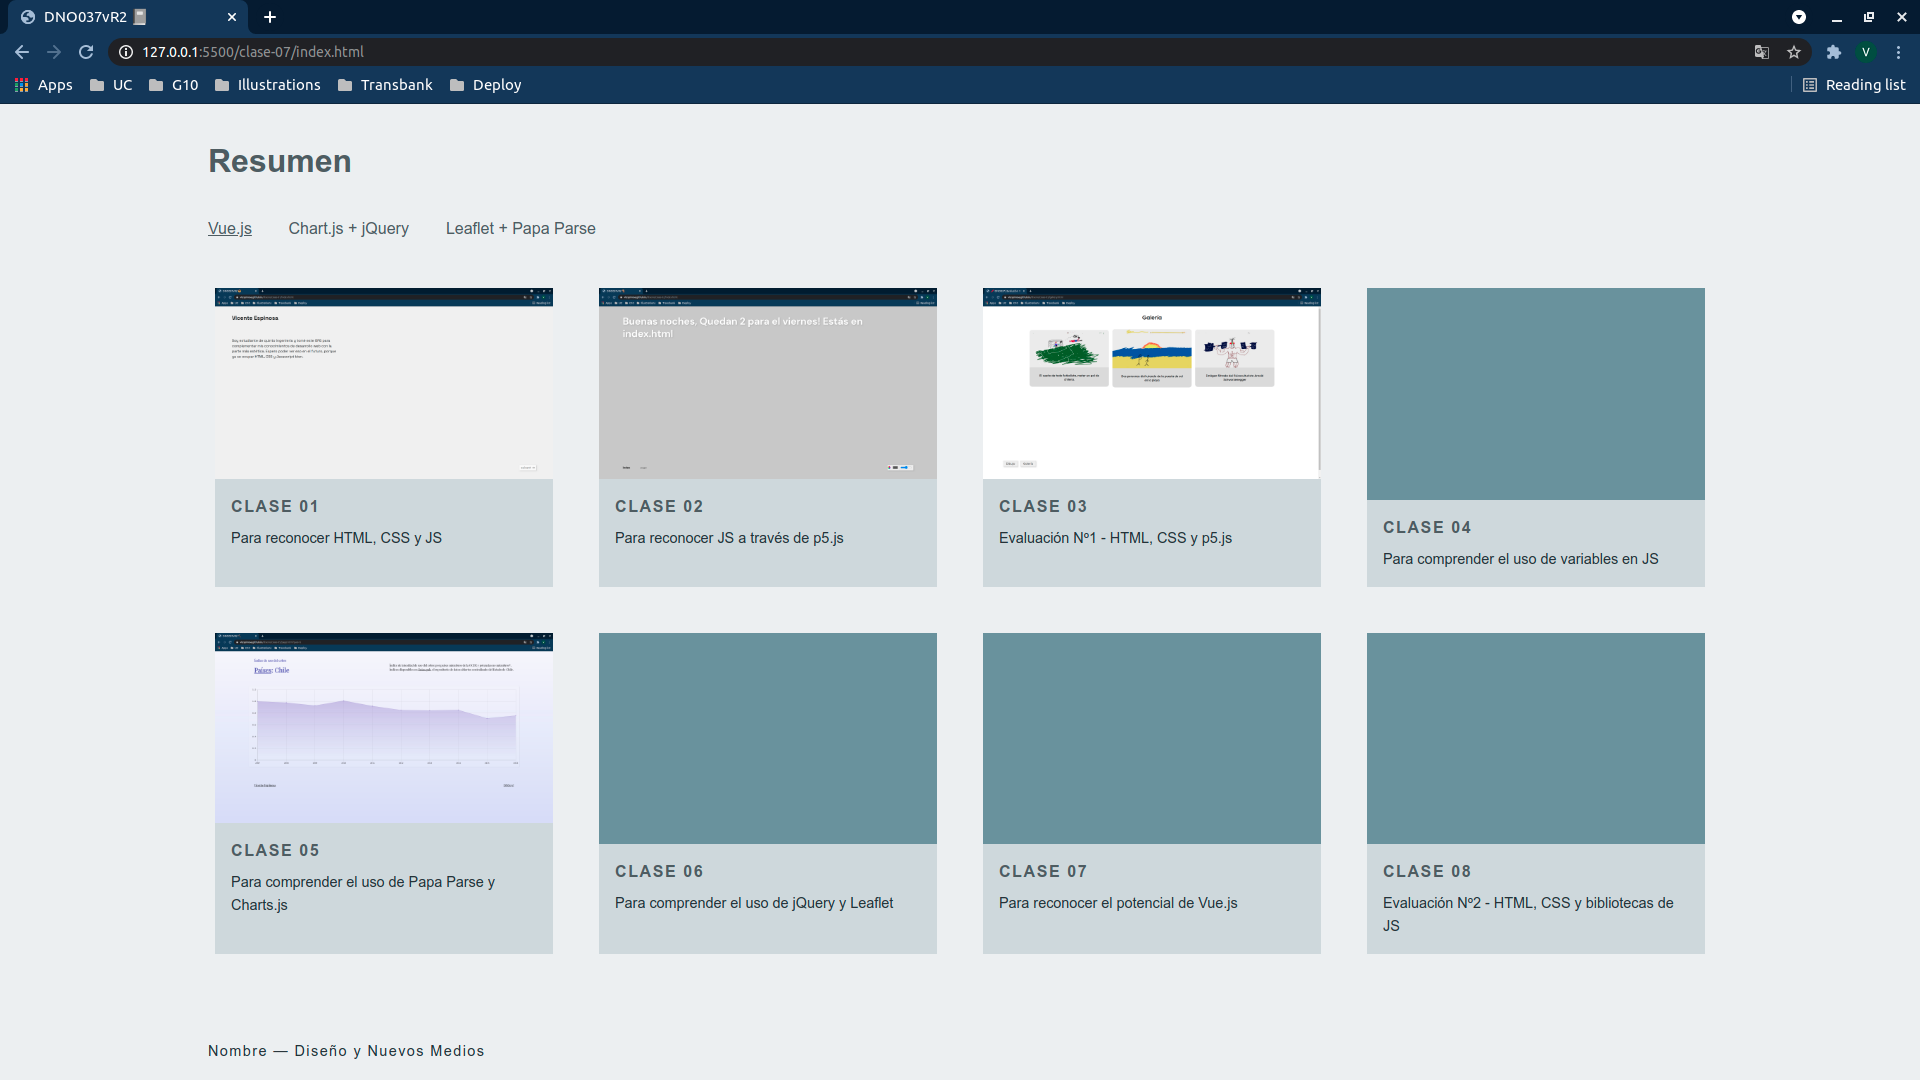 DNO037vR2
127.0.0.1:5500/clase-07/index.html
V
Apps UC G10 Illustrations Transbank Deploy Reading list
Resumen
Vue.js Chart.js + jQuery Leaflet + Papa Parse
Vicente Espinosa
Buenas noches, Quedan 2 para el viernes! Estás en
index.html
Galería
CLASE 01
Para reconocer HTML, CSS y JS
CLASE 02
Para reconocer JS a través de p5.js
CLASE 03
Evaluación Nº1 - HTML, CSS y p5.js
CLASE 04
Para comprender el uso de variables en JS
Países: Chile
CLASE 05
Para comprender el uso de Papa Parse y
Charts.js
CLASE 06
Para comprender el uso de jQuery y Leaflet
CLASE 07
Para reconocer el potencial de Vue.js
CLASE 08
Evaluación Nº2 - HTML, CSS y bibliotecas de
JS
Nombre — Diseño y Nuevos Medios